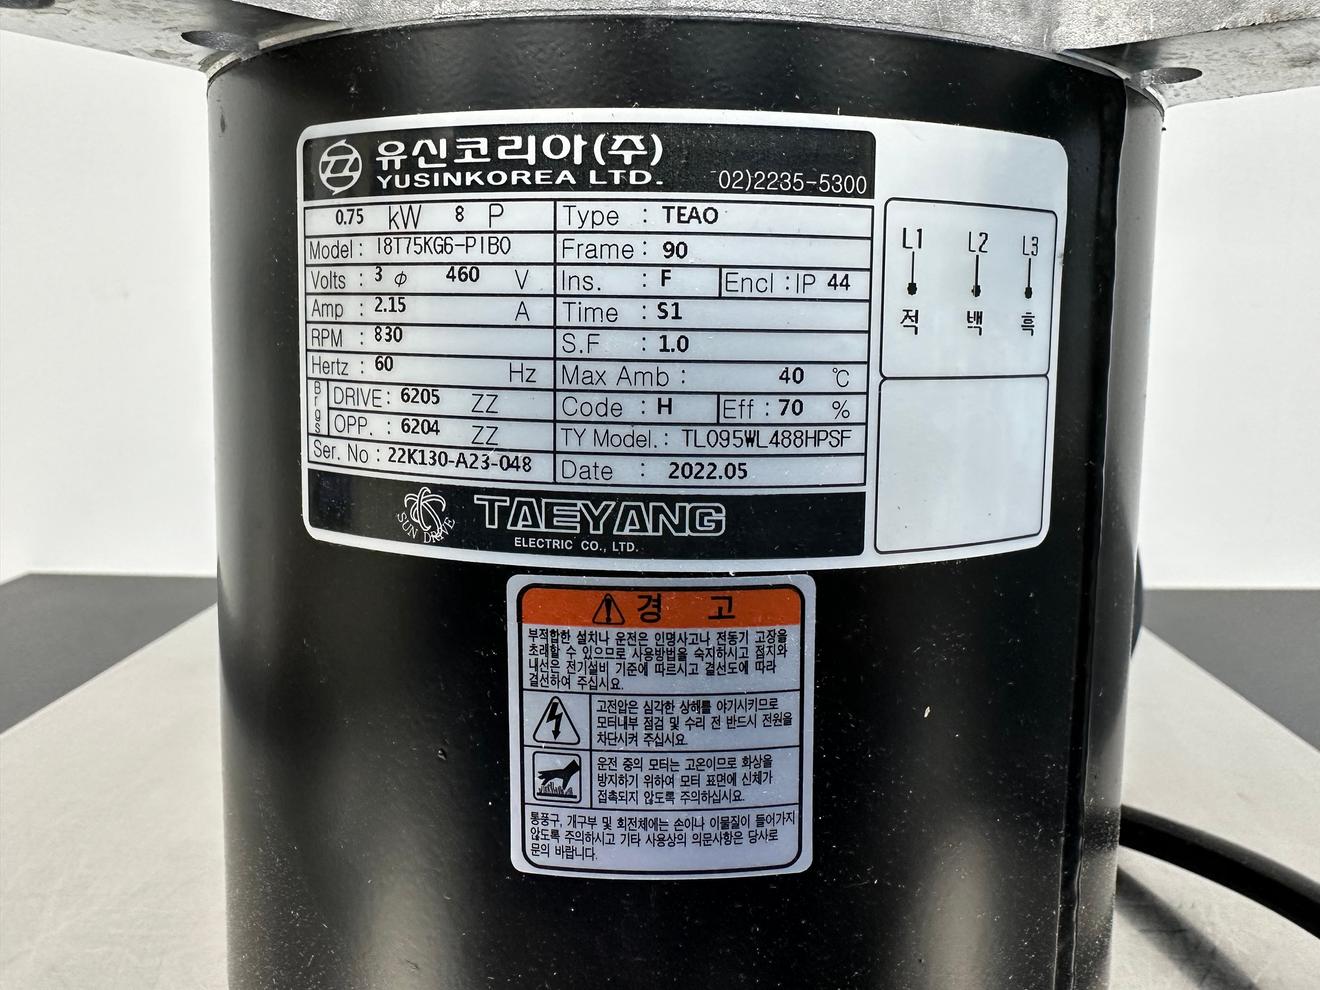 유신코리아(주)
YUSINKOREA LTD.
02)2235-5300
0.75 kW 8 P
Type : TEAO
Model : I8T75KG6-PIBO
Frame : 90
Volts : 3 ϕ 460 V
Ins. : F
Encl : IP 44
Amp : 2.15 A
Time : S1
RPM : 830
S.F : 1.0
Hertz : 60 Hz
Max Amb : 40 ℃
Brgs
DRIVE : 6205 ZZ
Code : H
Eff : 70 %
OPP. : 6204 ZZ
TY Model. : TL095WL488HPSF
Ser. No : 22K130-A23-048
Date : 2022.05
SUN DRIVE
TAEYANG
ELECTRIC CO., LTD.
L1 L2 L3
적 백 흑
경 고
부적합한 설치나 운전은 인명사고나 전동기 고장을
초래할 수 있으므로 사용방법을 숙지하시고 접지와
내선은 전기설비 기준에 따르시고 결선도에 따라
결선하여 주십시요.
고전압은 심각한 상해를 야기시키므로
모터내부 점검 및 수리 전 반드시 전원을
차단시켜 주십시요.
운전 중의 모터는 고온이므로 화상을
방지하기 위하여 모터 표면에 신체가
접촉되지 않도록 주의하십시요.
통풍구, 개구부 및 회전체에는 손이나 이물질이 들어가지
않도록 주의하시고 기타 사용상의 의문사항은 당사로
문의 바랍니다.